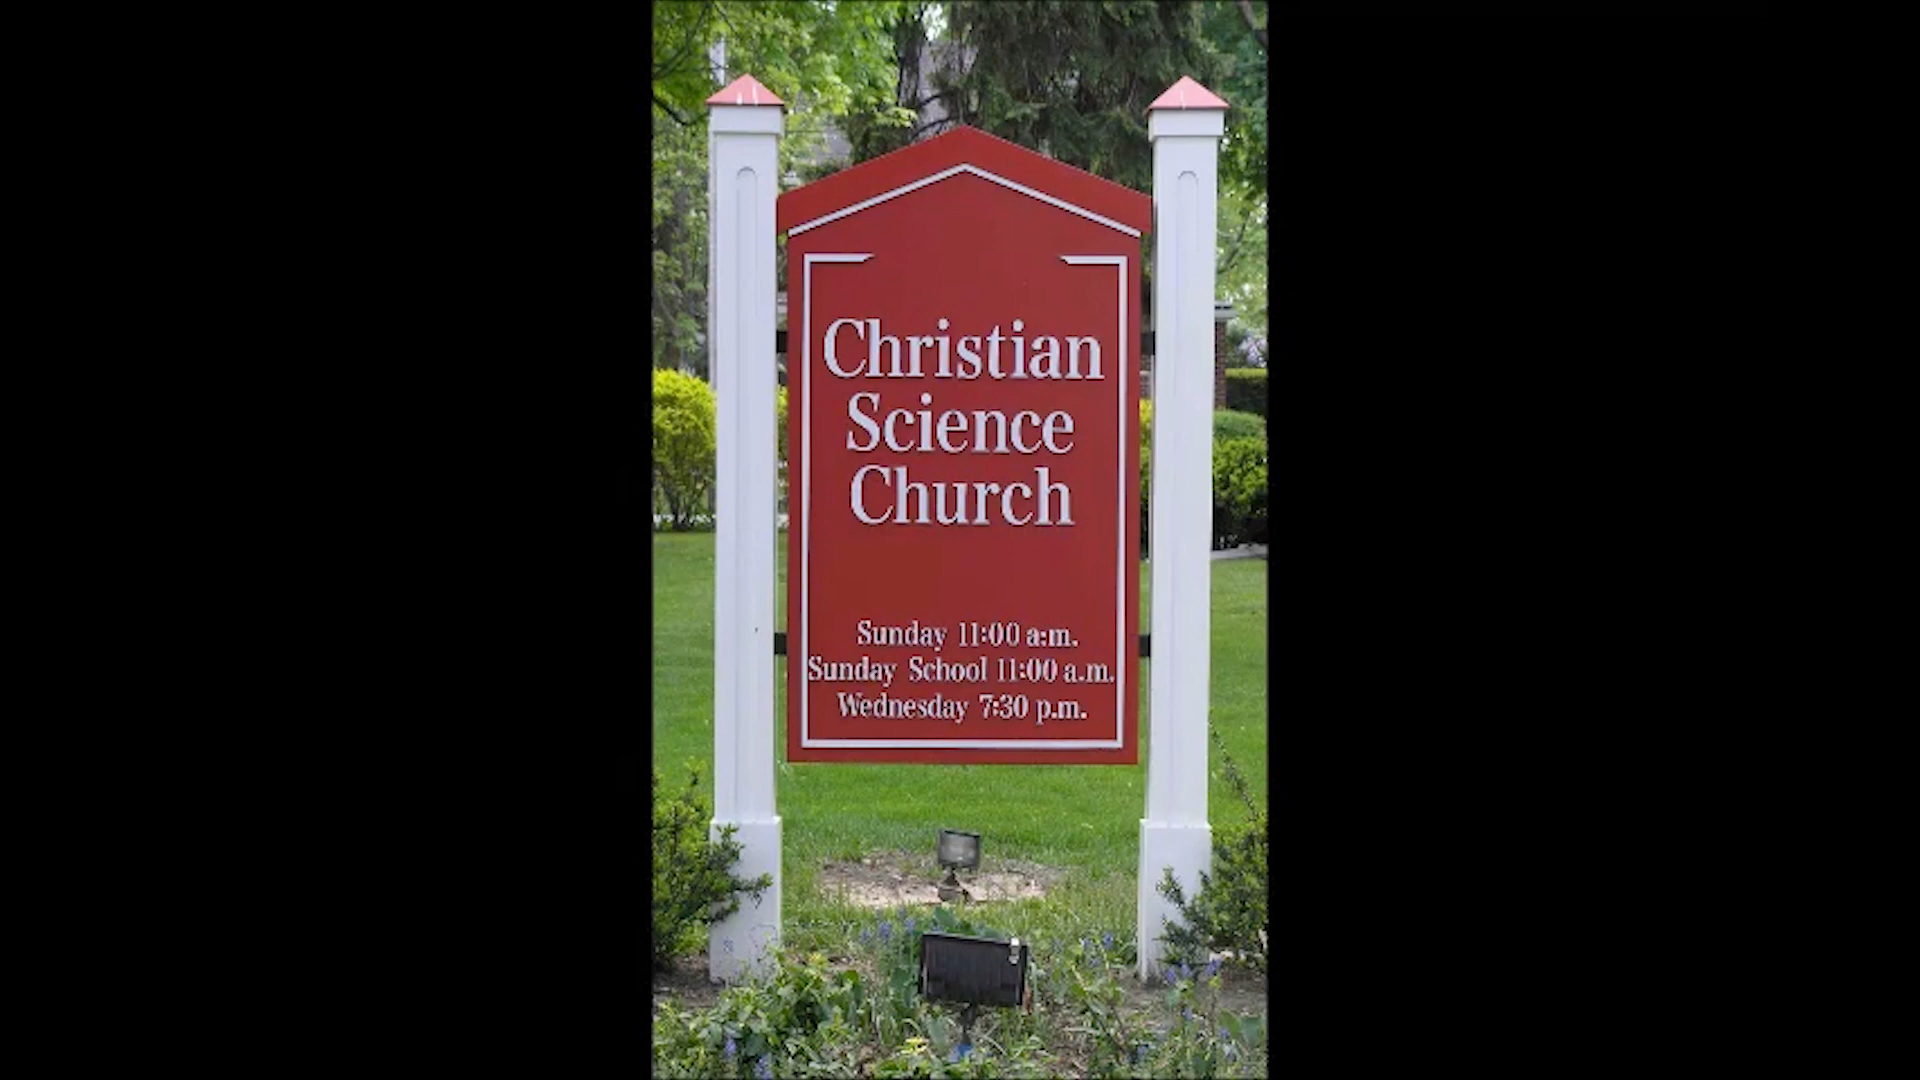 Christian
Science
Church
Sunday 11:00 a.m.
Sunday School 11:00 a.m.
Wednesday 7:30 p.m.